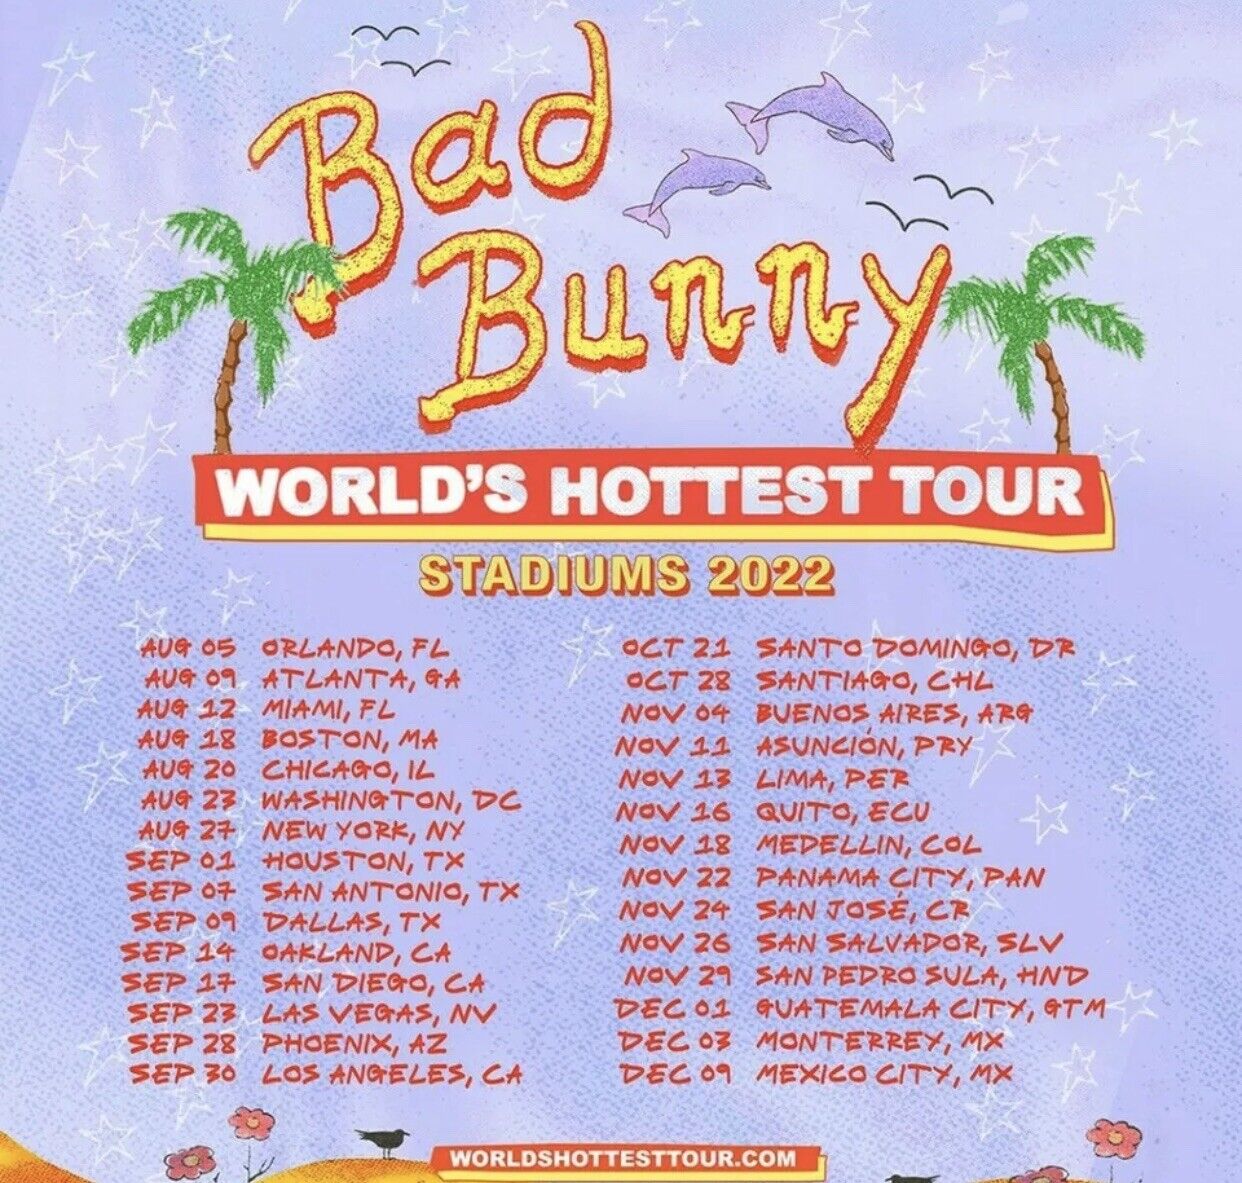 Bad
Bunny
WORLD'S HOTTEST TOUR
STADIUMS 2022
AUG 05 ORLANDO, FL
AUG 09 ATLANTA, GA
AUG 12 MIAMI, FL
AUG 18 BOSTON, MA
AUG 20 CHICAGO, IL
AUG 23 WASHINGTON, DC
AUG 27 NEW YORK, NY
SEP 01 HOUSTON, TX
SEP 07 SAN ANTONIO, TX
SEP 09 DALLAS, TX
SEP 14 OAKLAND, CA
SEP 17 SAN DIEGO, CA
SEP 23 LAS VEGAS, NV
SEP 28 PHOENIX, AZ
SEP 30 LOS ANGELES, CA
OCT 21 SANTO DOMINGO, DR
OCT 28 SANTIAGO, CHL
NOV 04 BUENOS AIRES, ARG
NOV 11 ASUNCIÓN, PRY
NOV 13 LIMA, PER
NOV 16 QUITO, ECU
NOV 18 MEDELLIN, COL
NOV 22 PANAMA CITY, PAN
NOV 24 SAN JOSÉ, CR
NOV 26 SAN SALVADOR, SLV
NOV 29 SAN PEDRO SULA, HND
DEC 01 GUATEMALA CITY, GTM
DEC 03 MONTERREY, MX
DEC 09 MEXICO CITY, MX
WORLDSHOTTESTTOUR.COM